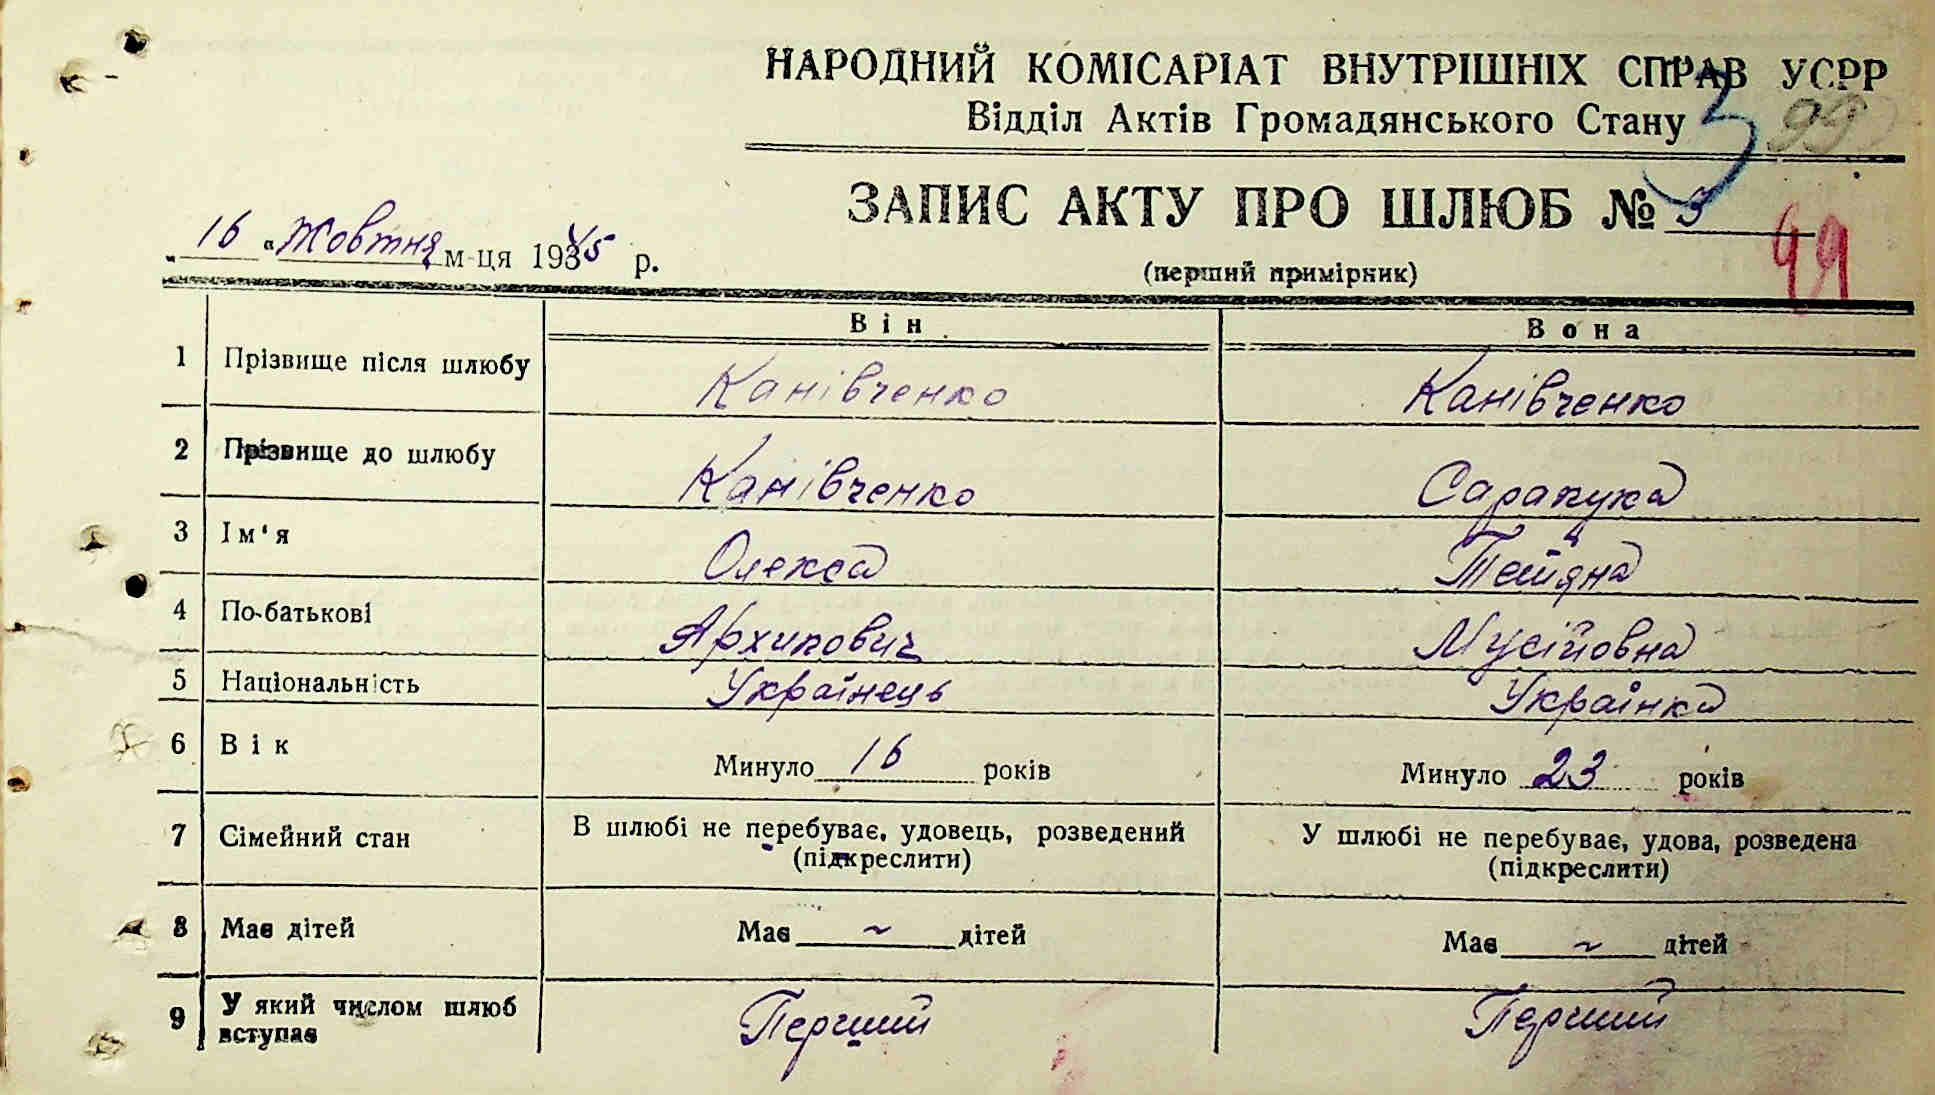 НАРОДНИЙ КОМІСАРІАТ ВНУТРІШНІХ СПРАВ УСРР
Відділ Актів Громадянського Стану
5 99
ЗАПИС АКТУ ПРО ШЛЮБ № 5
99
„ 16 “ Жовтня м-ця 1945 р.
(перший примірник)
Він Вона
1 Прізвище після шлюбу Канівченко Канівченко
2 Прізвище до шлюбу Канівченко Сарапука
3 Ім'я Олекса Тетяна
4 По-батькові Архипович Мусійовна
5 Національність Українець Українка
6 Вік Минуло 16 років Минуло 23 років
7 Сімейний стан В шлюбі не перебуває, удовець, розведений У шлюбі не перебуває, удова, розведена
(підкреслити) (підкреслити)
8 Має дітей Має ~ дітей Має ~ дітей
9 У який числом шлюб Перший Перший
вступає